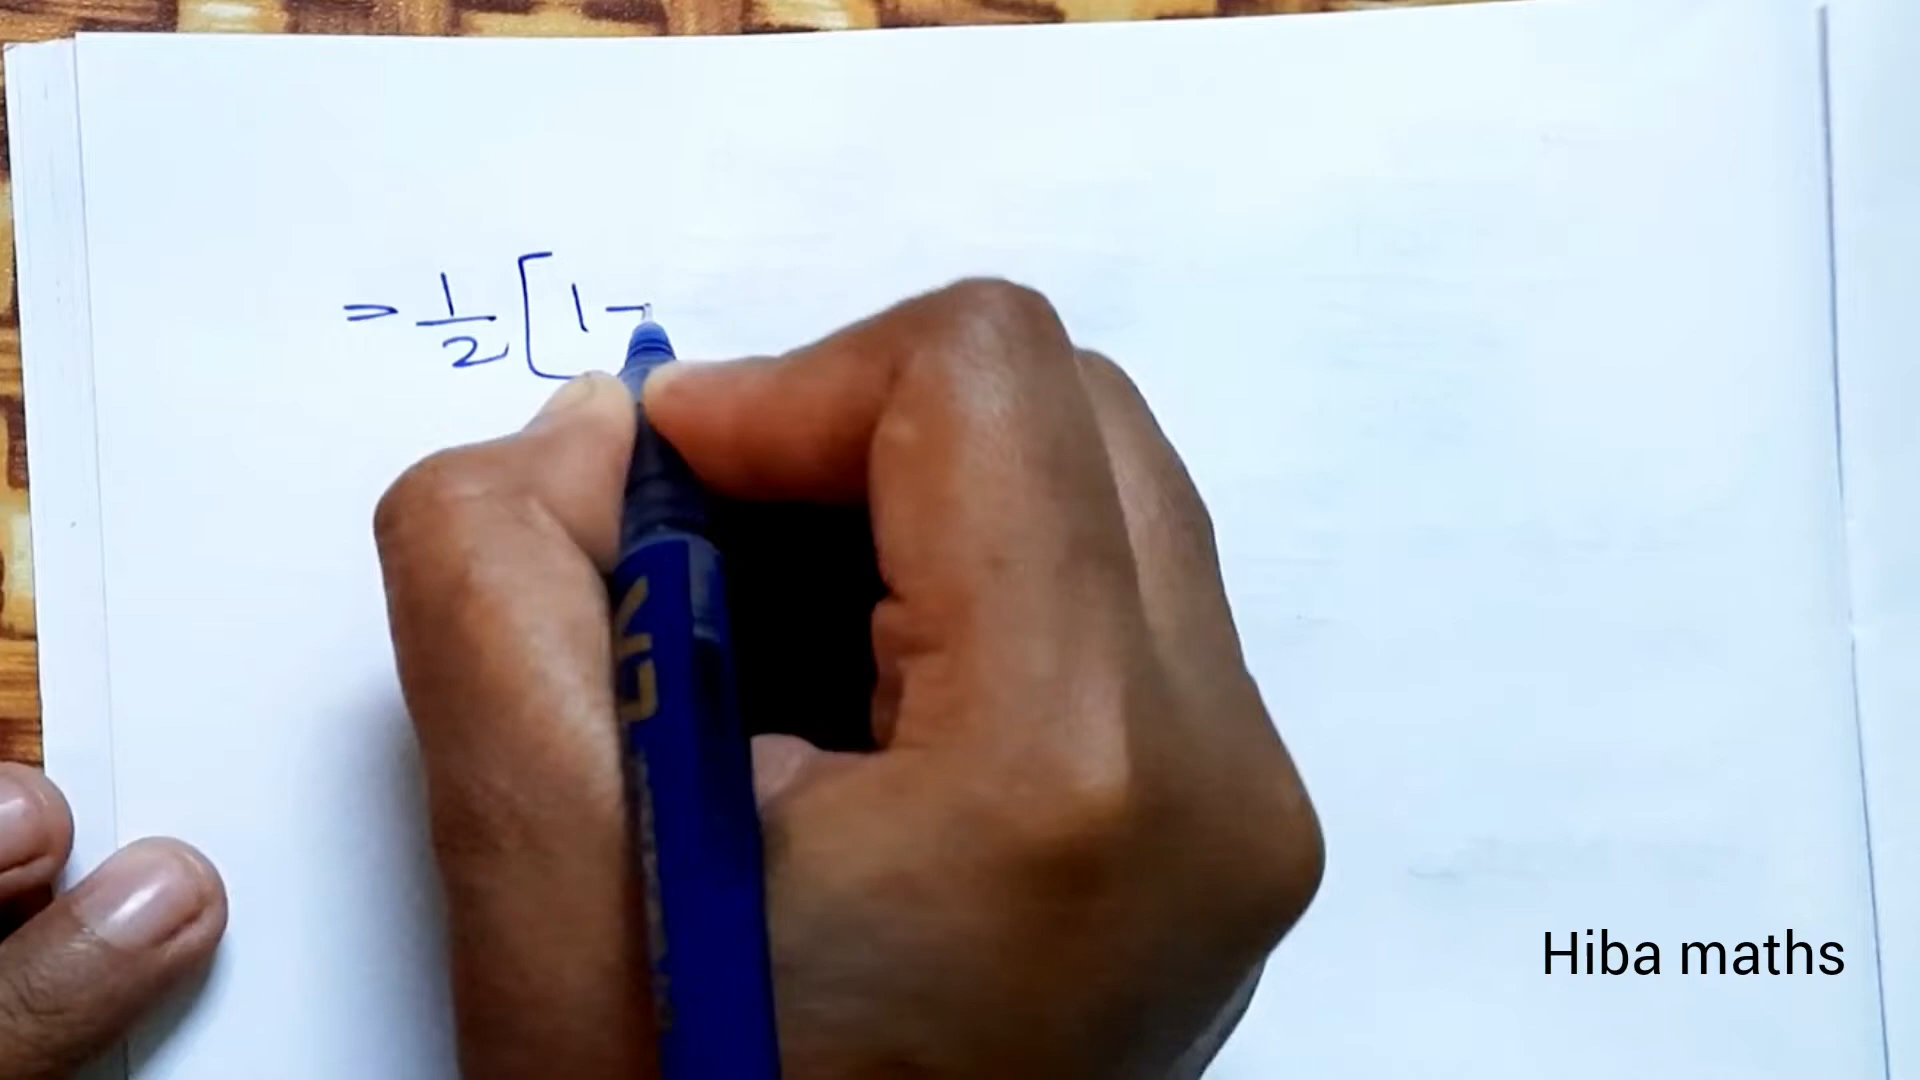 = 1/2 [ 1 -
Hiba maths